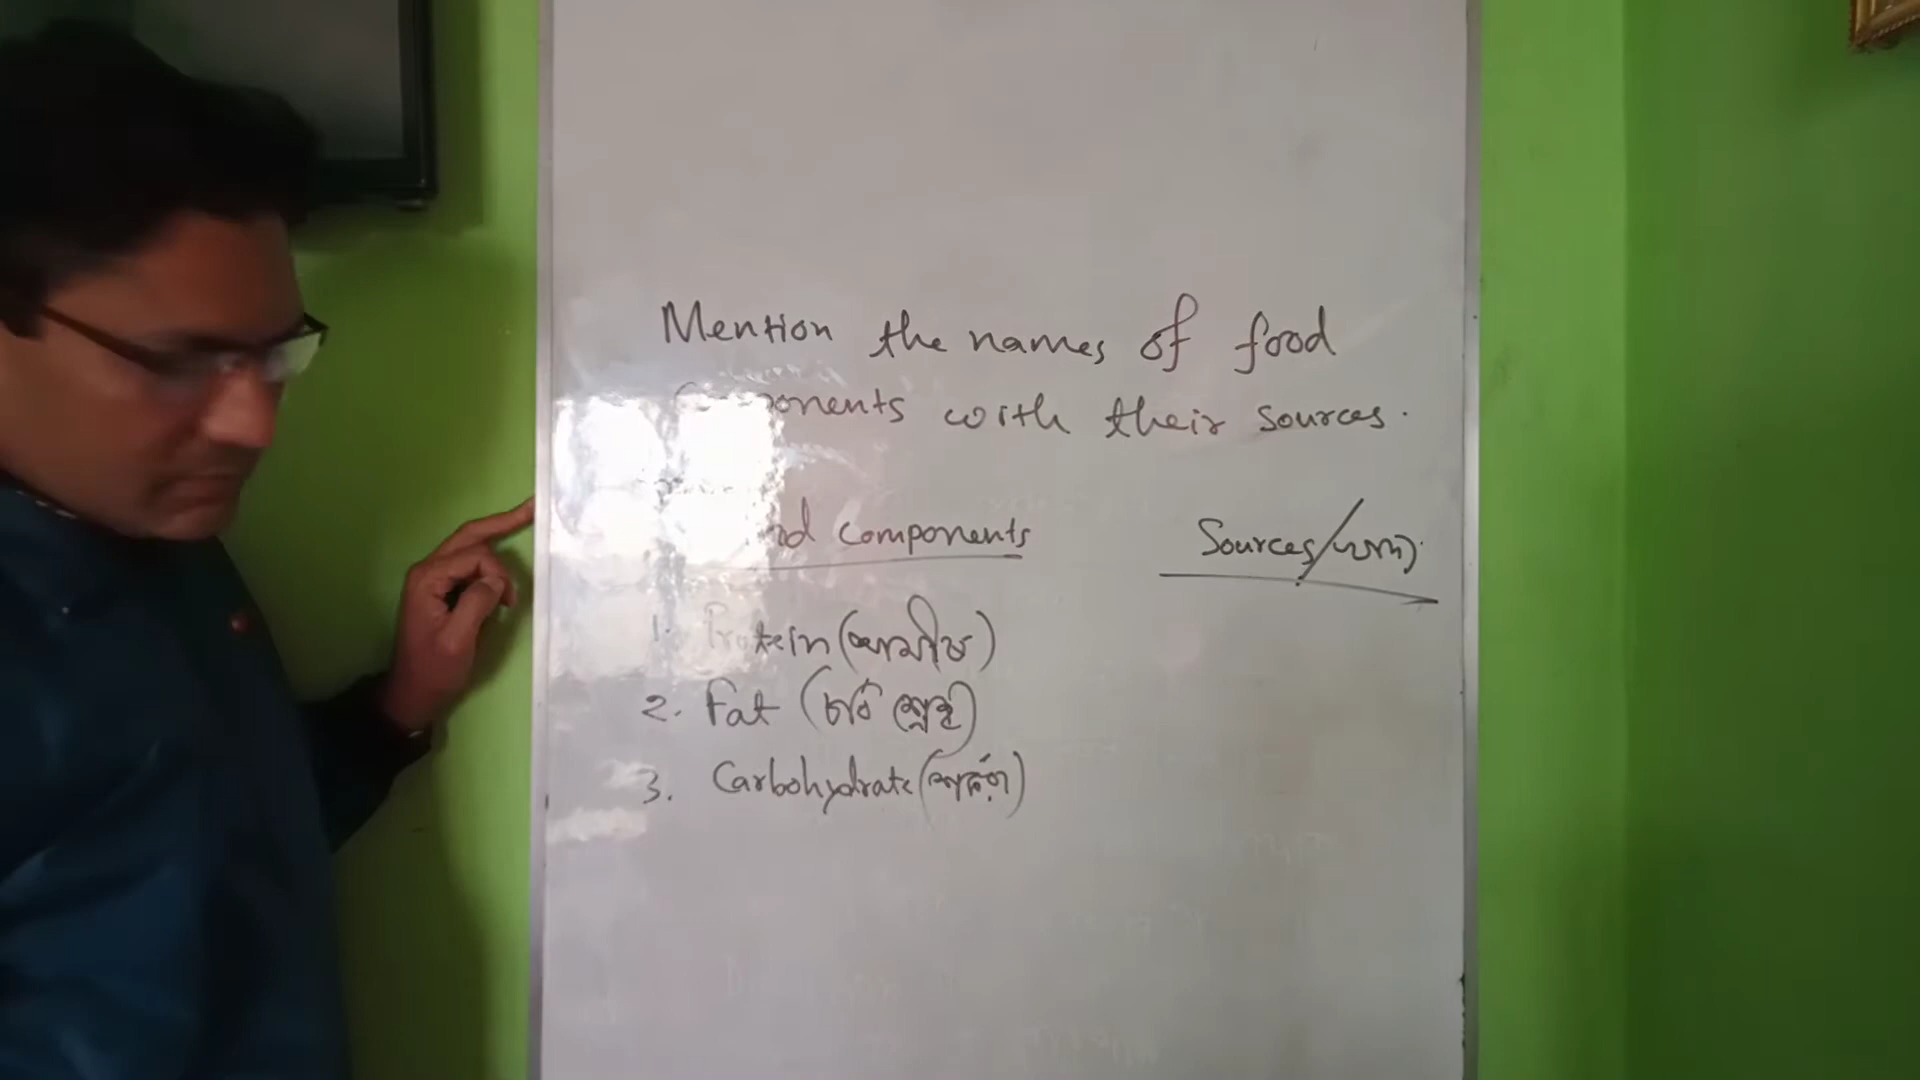 Mention the names of food
Components with their sources.
Food components
Sources/
1. Protein (আমিষ)
2. Fat (চর্বি স্নেহ)
3. Carbohydrate (শর্করা)